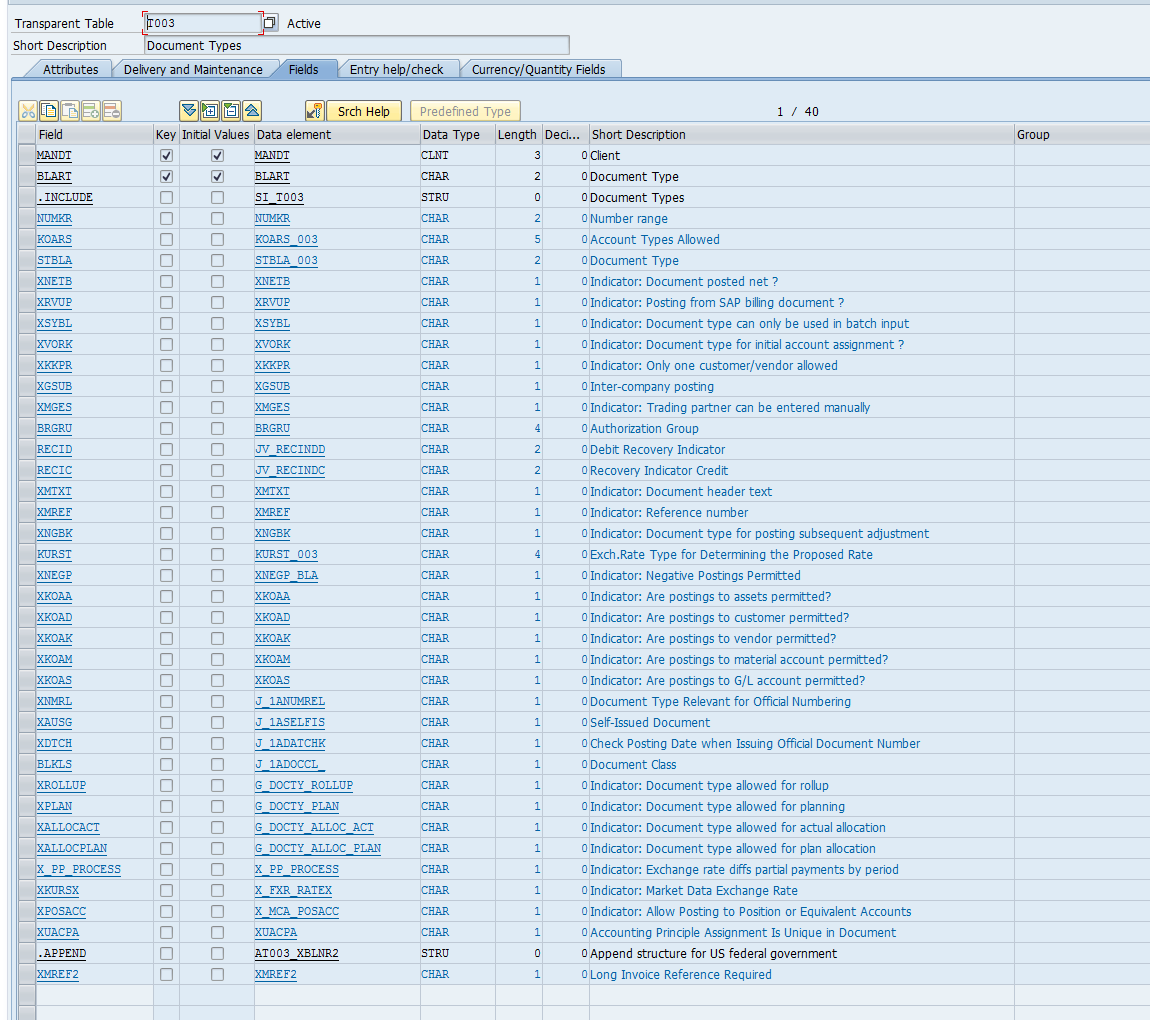 Transparent Table T003 Active
Short Description Document Types
Attributes Delivery and Maintenance Fields Entry help/check Currency/Quantity Fields
Srch Help Predefined Type 1 / 40
Field Key Initial Values Data element Data Type Length Deci... Short Description Group
MANDT MANDT CLNT 3 0 Client
BLART BLART CHAR 2 0 Document Type
.INCLUDE SI_T003 STRU 0 0 Document Types
NUMKR NUMKR CHAR 2 0 Number range
KOARS KOARS_003 CHAR 5 0 Account Types Allowed
STBLA STBLA_003 CHAR 2 0 Document Type
XNETB XNETB CHAR 1 0 Indicator: Document posted net ?
XRVUP XRVUP CHAR 1 0 Indicator: Posting from SAP billing document ?
XSYBL XSYBL CHAR 1 0 Indicator: Document type can only be used in batch input
XVORK XVORK CHAR 1 0 Indicator: Document type for initial account assignment ?
XKKPR XKKPR CHAR 1 0 Indicator: Only one customer/vendor allowed
XGSUB XGSUB CHAR 1 0 Inter-company posting
XMGES XMGES CHAR 1 0 Indicator: Trading partner can be entered manually
BRGRU BRGRU CHAR 4 0 Authorization Group
RECID JV_RECINDD CHAR 2 0 Debit Recovery Indicator
RECIC JV_RECINDC CHAR 2 0 Recovery Indicator Credit
XMTXT XMTXT CHAR 1 0 Indicator: Document header text
XMREF XMREF CHAR 1 0 Indicator: Reference number
XNGBK XNGBK CHAR 1 0 Indicator: Document type for posting subsequent adjustment
KURST KURST_003 CHAR 4 0 Exch.Rate Type for Determining the Proposed Rate
XNEGP XNEGP_BLA CHAR 1 0 Indicator: Negative Postings Permitted
XKOAA XKOAA CHAR 1 0 Indicator: Are postings to assets permitted?
XKOAD XKOAD CHAR 1 0 Indicator: Are postings to customer permitted?
XKOAK XKOAK CHAR 1 0 Indicator: Are postings to vendor permitted?
XKOAM XKOAM CHAR 1 0 Indicator: Are postings to material account permitted?
XKOAS XKOAS CHAR 1 0 Indicator: Are postings to G/L account permitted?
XNMRL J_1ANUMREL CHAR 1 0 Document Type Relevant for Official Numbering
XAUSG J_1ASELFIS CHAR 1 0 Self-Issued Document
XDTCH J_1ADATCHK CHAR 1 0 Check Posting Date when Issuing Official Document Number
BLKLS J_1ADOCCL_ CHAR 1 0 Document Class
XROLLUP G_DOCTY_ROLLUP CHAR 1 0 Indicator: Document type allowed for rollup
XPLAN G_DOCTY_PLAN CHAR 1 0 Indicator: Document type allowed for planning
XALLOCACT G_DOCTY_ALLOC_ACT CHAR 1 0 Indicator: Document type allowed for actual allocation
XALLOCPLAN G_DOCTY_ALLOC_PLAN CHAR 1 0 Indicator: Document type allowed for plan allocation
X_PP_PROCESS X_PP_PROCESS CHAR 1 0 Indicator: Exchange rate diffs partial payments by period
XKURSX X_FXR_RATEX CHAR 1 0 Indicator: Market Data Exchange Rate
XPOSACC X_MCA_POSACC CHAR 1 0 Indicator: Allow Posting to Position or Equivalent Accounts
XUACPA XUACPA CHAR 1 0 Accounting Principle Assignment Is Unique in Document
.APPEND AT003_XBLNR2 STRU 0 0 Append structure for US federal government
XMREF2 XMREF2 CHAR 1 0 Long Invoice Reference Required